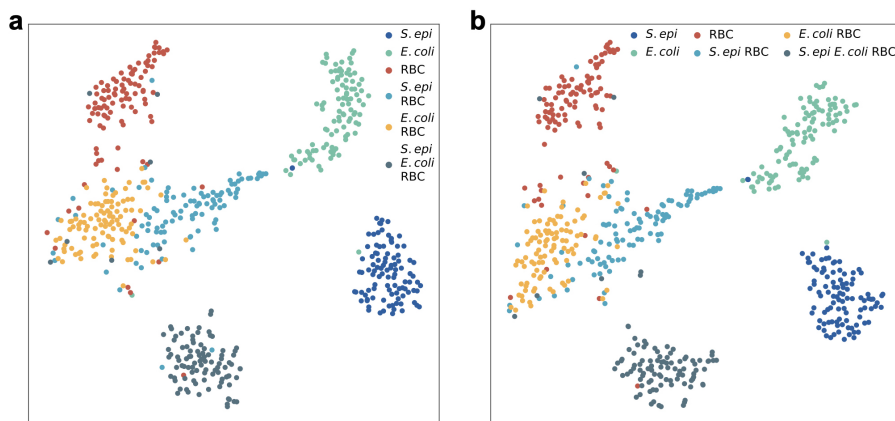 a
S. epi
E. coli
RBC
S. epi
RBC
E. coli
RBC
S. epi
E. coli
RBC
b
S. epi RBC E. coli RBC
E. coli S. epi RBC S. epi E. coli RBC